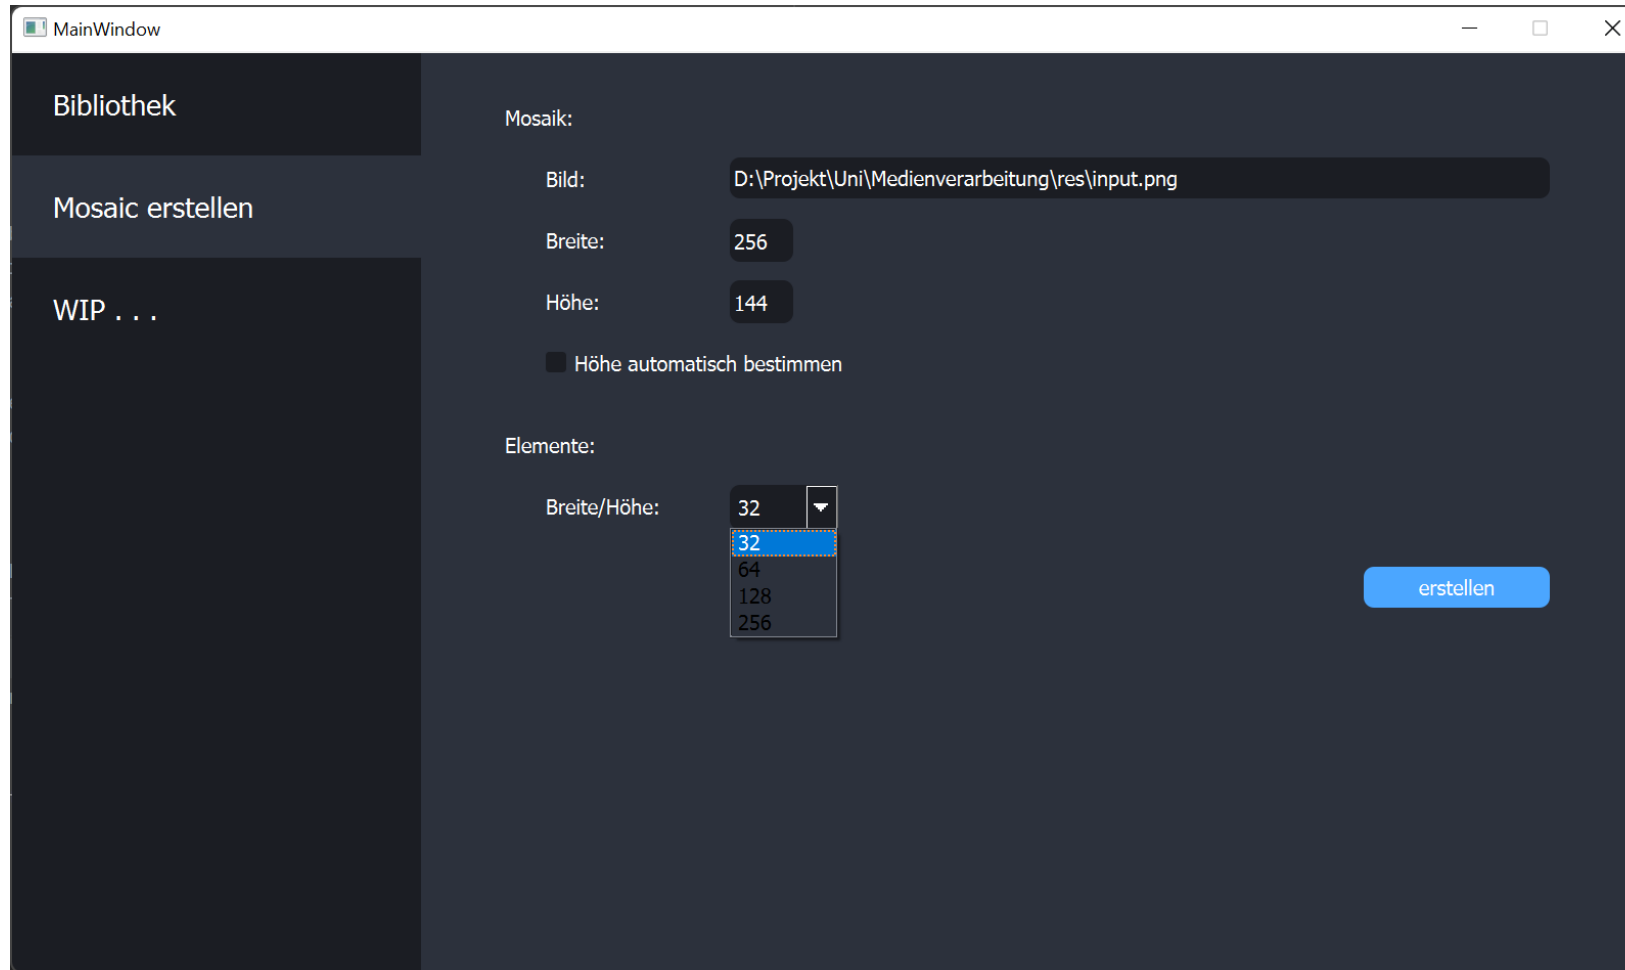 MainWindow
Bibliothek
Mosaic erstellen
WIP . . .
Mosaik:
Bild: D:\Projekt\Uni\Medienverarbeitung\res\input.png
Breite: 256
Höhe: 144
Höhe automatisch bestimmen
Elemente:
Breite/Höhe: 32
32
64
128
256
erstellen